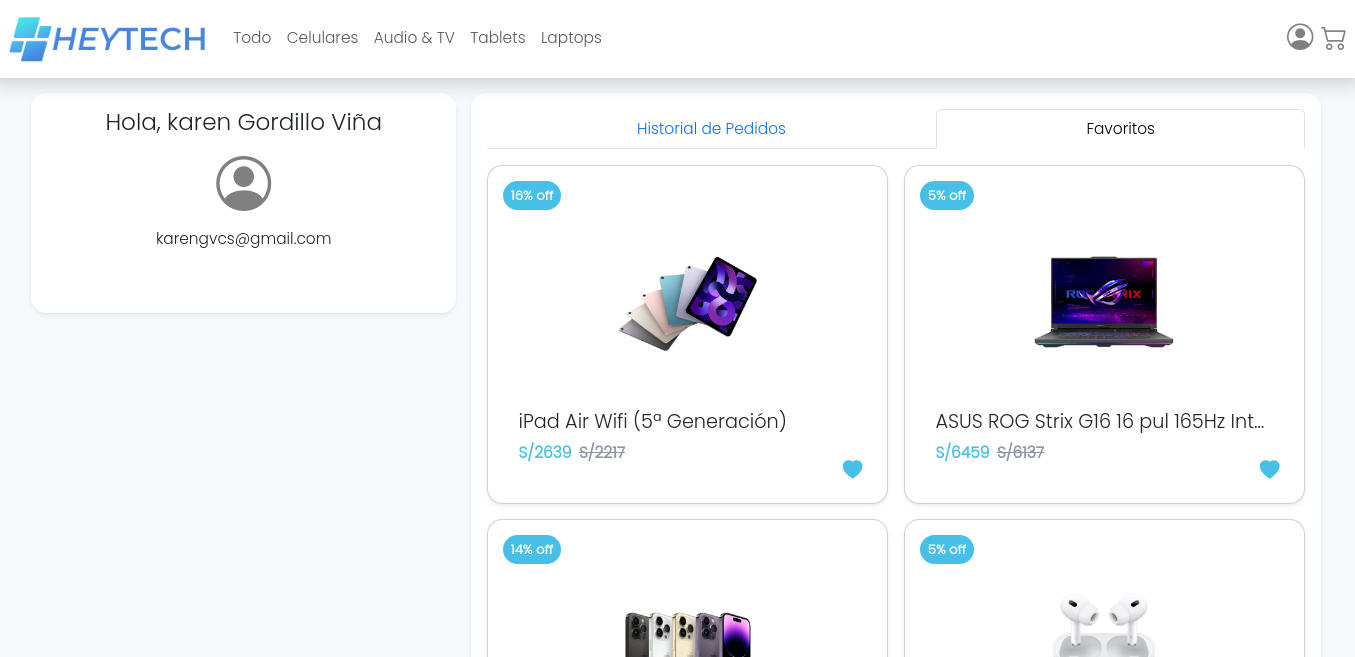 HEYTECH
Todo Celulares Audio & TV Tablets Laptops
Hola, karen Gordillo Viña
karengvcs@gmail.com
Historial de Pedidos Favoritos
16% off
iPad Air Wifi (5ª Generación)
S/2639 S/2217
5% off
ROG STRIX
ASUS ROG Strix G16 16 pul 165Hz Int...
S/6459 S/6137
14% off
5% off